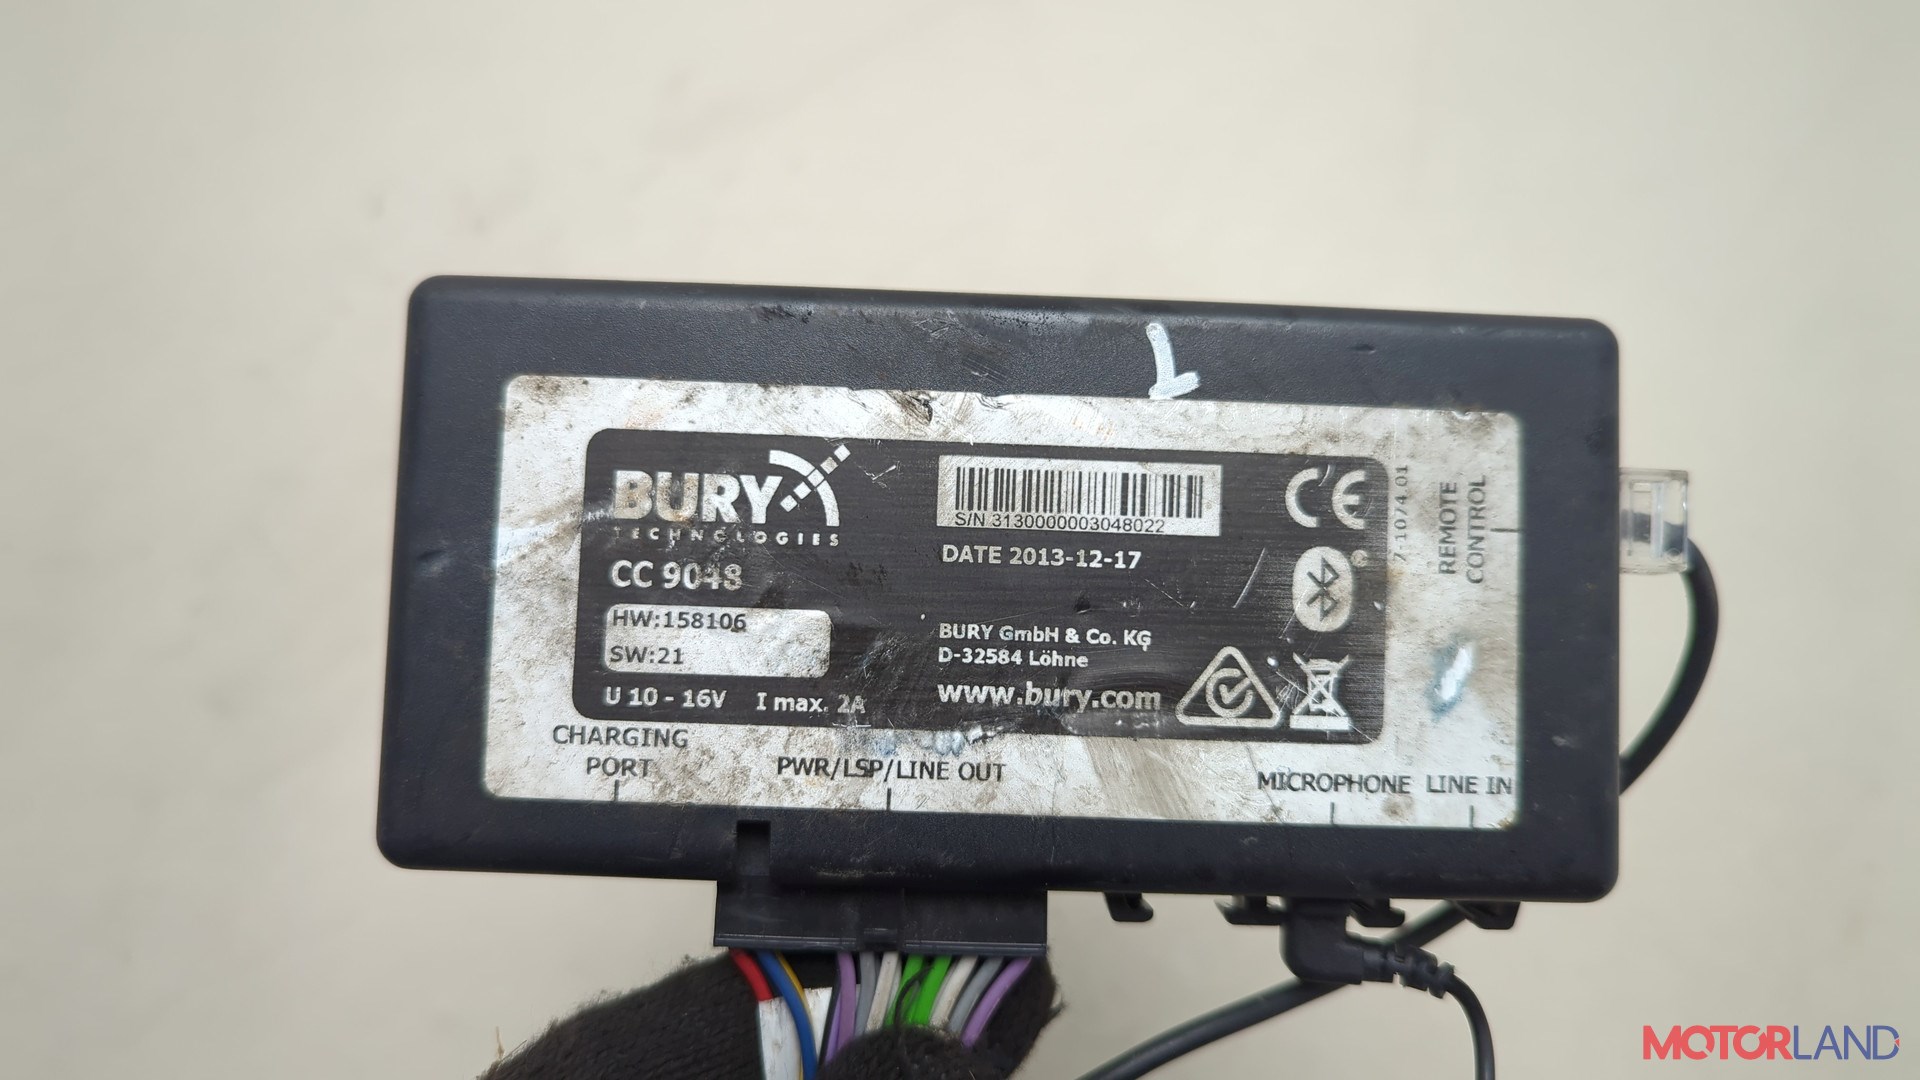 BURY
TECHNOLOGIES
CC 9048
HW:158106
SW:21
U 10 - 16V I max. 2A
S/N 3130000003048022
DATE 2013-12-17
BURY GmbH & Co. KG
D-32584 Löhne
www.bury.com
CE
7-1074.01
REMOTE
CONTROL
CHARGING
PORT
PWR/LSP/LINE OUT
MICROPHONE
LINE IN
1
MOTORLAND